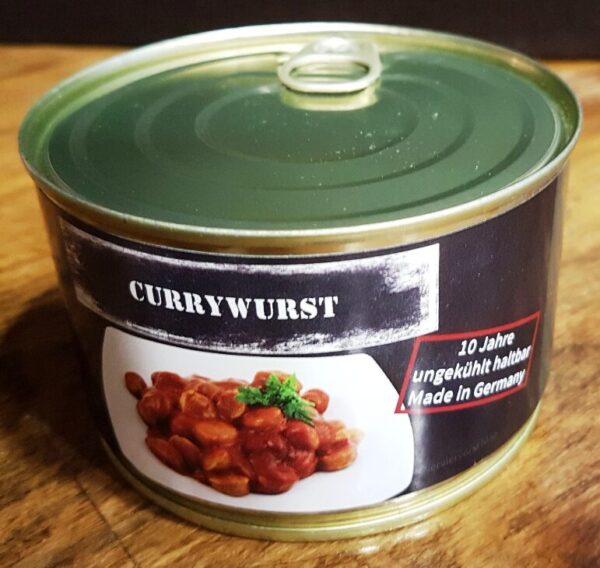 CURRYWURST
10 Jahre
ungekühlt haltbar
Made in Germany